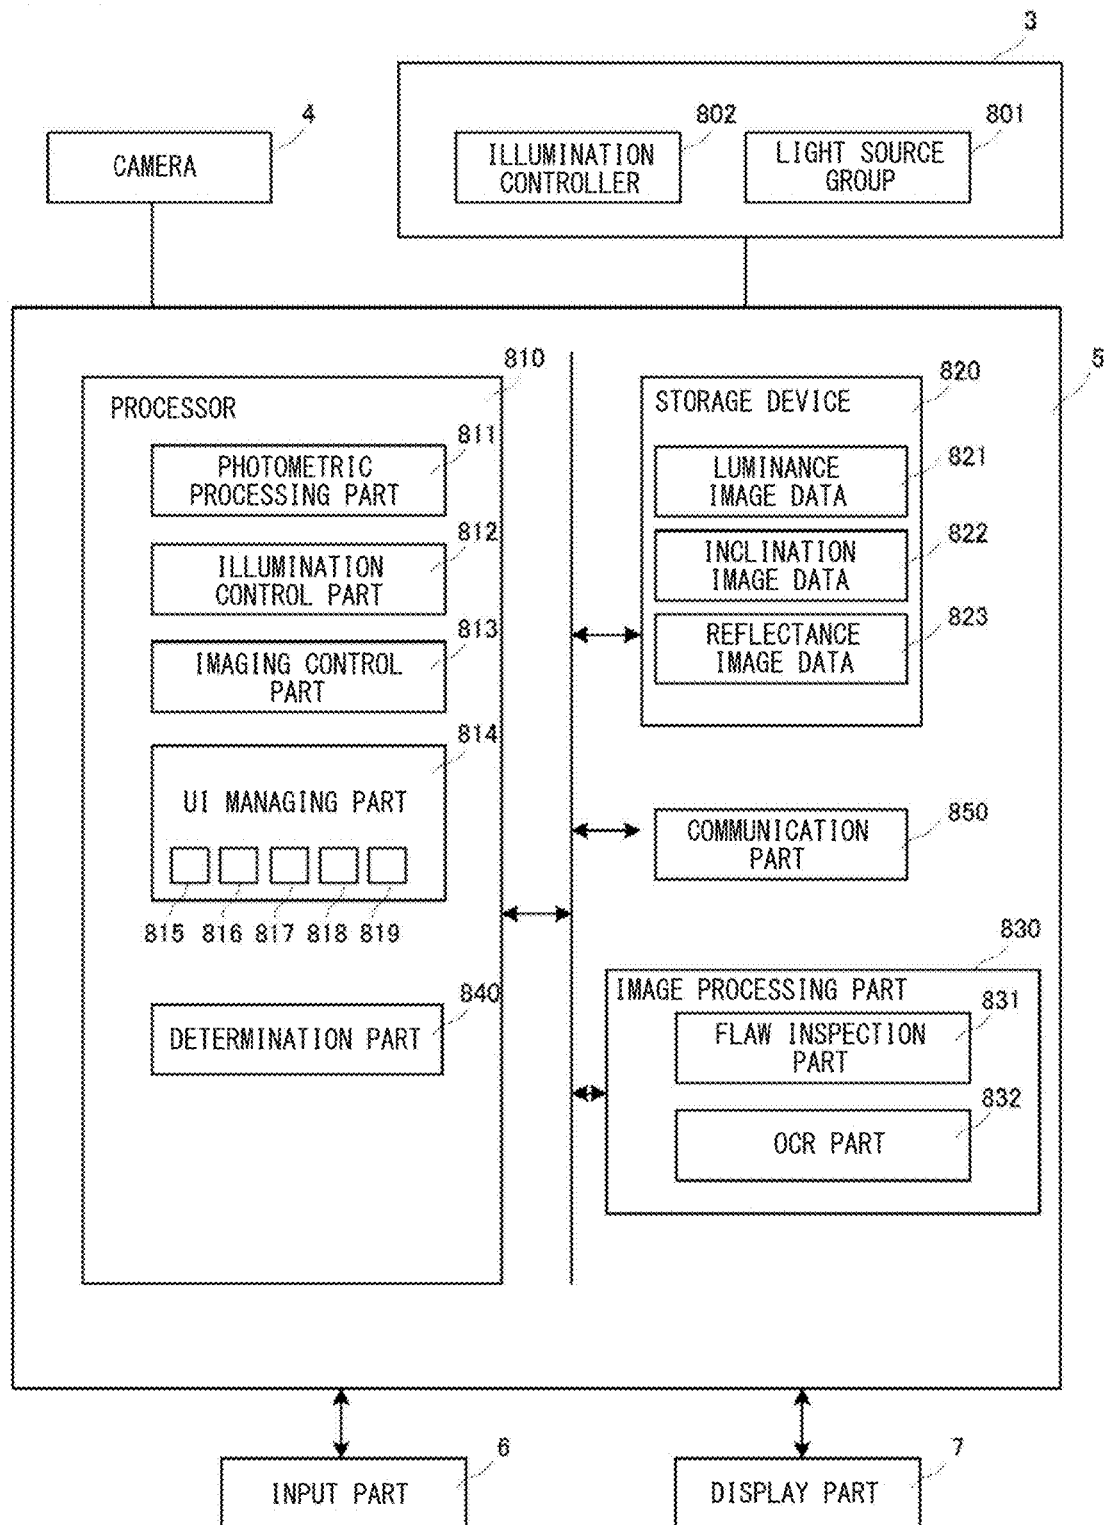 3
4
802
801
CAMERA
ILLUMINATION
CONTROLLER
LIGHT SOURCE
GROUP
810
5
820
PROCESSOR
STORAGE DEVICE
811
PHOTOMETRIC
PROCESSING PART
821
LUMINANCE
IMAGE DATA
812
ILLUMINATION
CONTROL PART
822
INCLINATION
IMAGE DATA
813
IMAGING CONTROL
PART
823
REFLECTANCE
IMAGE DATA
814
UI MANAGING PART
815 816 817 818 819
850
COMMUNICATION
PART
840
DETERMINATION PART
830
IMAGE PROCESSING PART
831
FLAW INSPECTION
PART
832
OCR PART
6
INPUT PART
7
DISPLAY PART